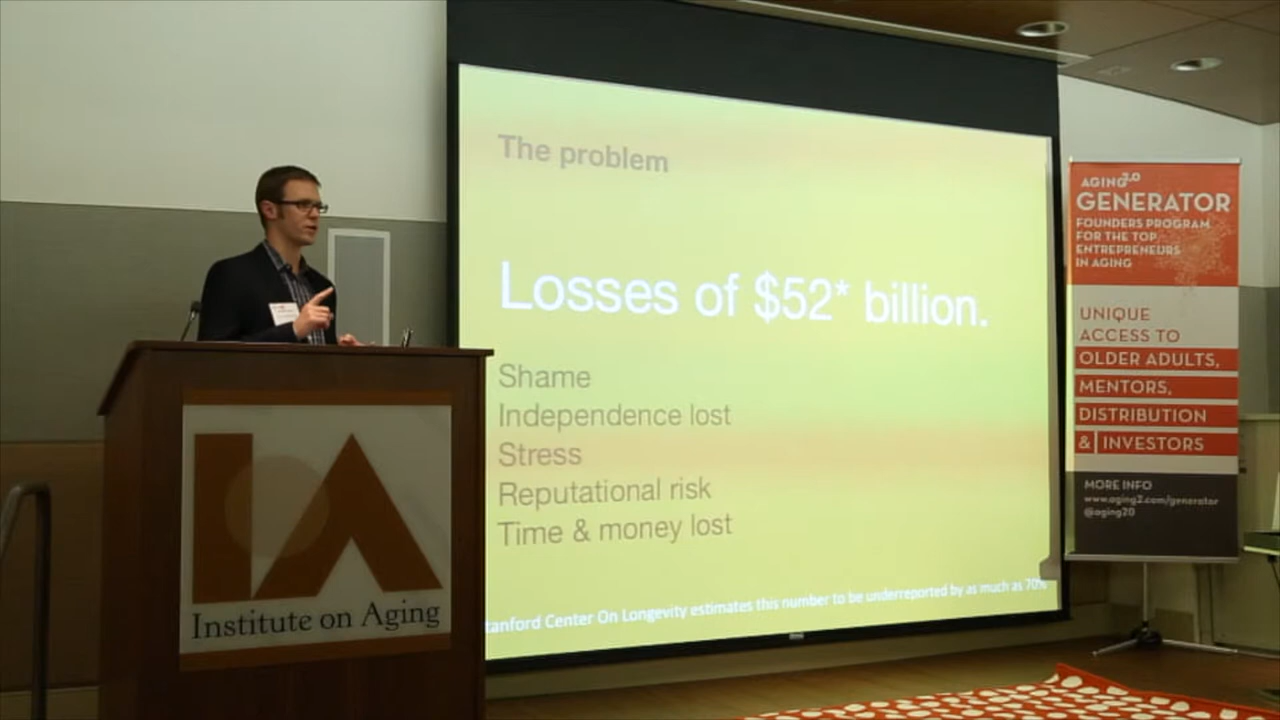 The problem
Losses of $52* billion.
Shame
Independence lost
Stress
Reputational risk
Time & money lost
tanford Center On Longevity estimates this number to be underreported by as much as 70%
IA
Institute on Aging
AGING2.0
GENERATOR
FOUNDERS PROGRAM
FOR THE TOP
ENTREPRENEURS
IN AGING
UNIQUE
ACCESS TO
OLDER ADULTS,
MENTORS,
DISTRIBUTION
& INVESTORS
MORE INFO
www.aging2.com/generator
@aging20